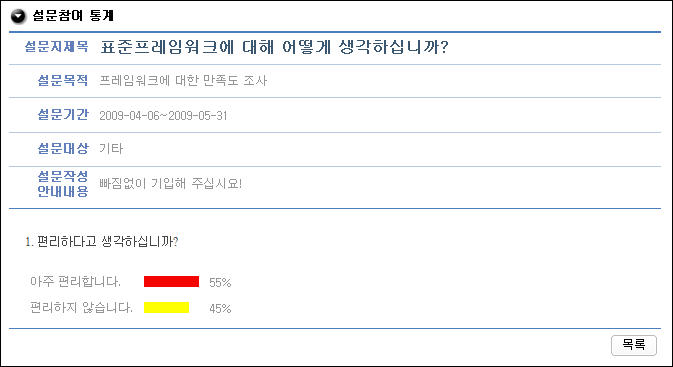 설문참여 통계
설문지제목 표준프레임워크에 대해 어떻게 생각하십니까?
설문목적 프레임워크에 대한 만족도 조사
설문기간 2009-04-06~2009-05-31
설문대상 기타
설문작성
안내내용 빠짐없이 기입해 주십시요!
1. 편리하다고 생각하십니까?
아주 편리합니다. 55%
편리하지 않습니다. 45%
목록